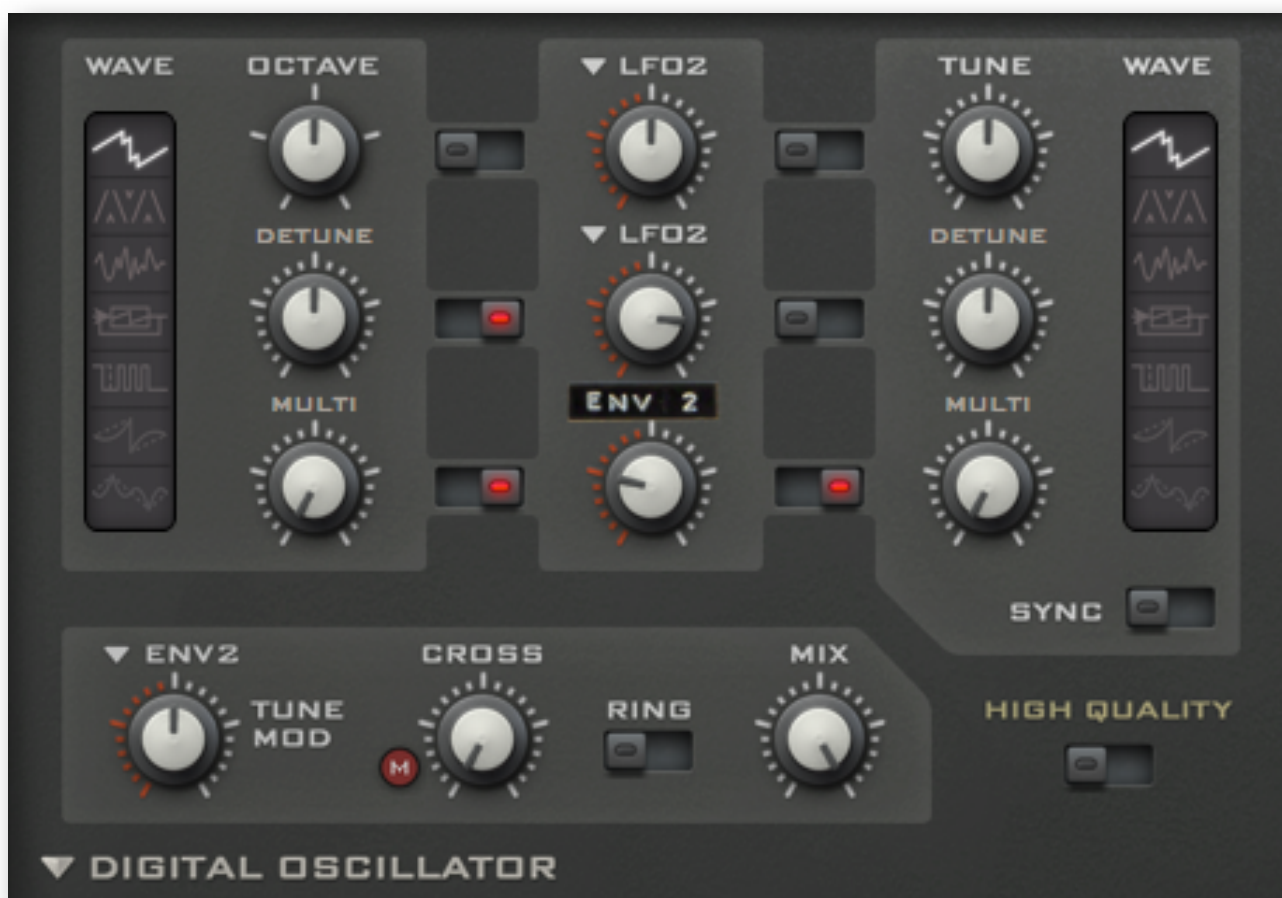 WAVE OCTAVE LFO2 TUNE WAVE
DETUNE LFO2 DETUNE
MULTI ENV 2 MULTI
SYNC
ENV2 CROSS MIX
TUNE MOD RING HIGH QUALITY
M
DIGITAL OSCILLATOR